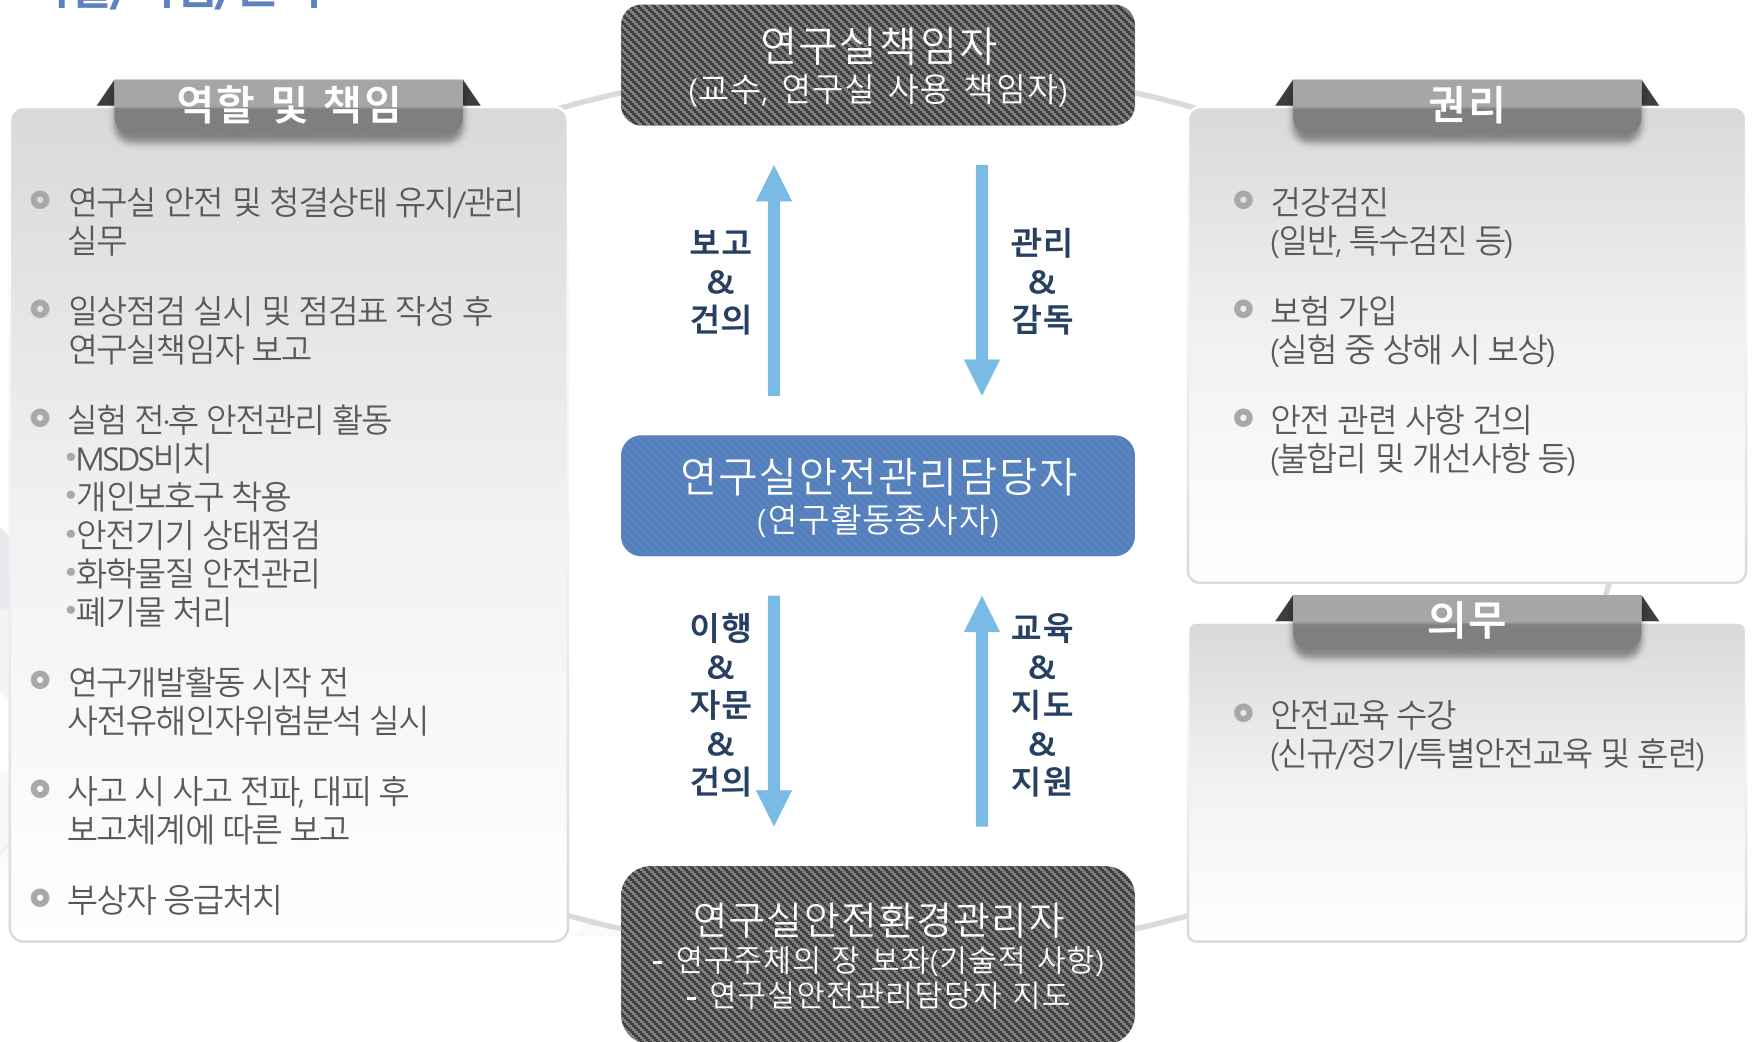 연구실책임자
(교수, 연구실 사용 책임자)
역할 및 책임
연구실 안전 및 청결상태 유지/관리
실무
일상점검 실시 및 점검표 작성 후
연구실책임자 보고
실험 전·후 안전관리 활동
•MSDS비치
•개인보호구 착용
•안전기기 상태점검
•화학물질 안전관리
•폐기물 처리
연구개발활동 시작 전
사전유해인자위험분석 실시
사고 시 사고 전파, 대피 후
보고체계에 따른 보고
부상자 응급처치
보고
&
건의
관리
&
감독
연구실안전관리담당자
(연구활동종사자)
이행
&
자문
&
건의
교육
&
지도
&
지원
연구실안전환경관리자
- 연구주체의 장 보좌(기술적 사항)
- 연구실안전관리담당자 지도
권리
건강검진
(일반, 특수검진 등)
보험 가입
(실험 중 상해 시 보상)
안전 관련 사항 건의
(불합리 및 개선사항 등)
의무
안전교육 수강
(신규/정기/특별안전교육 및 훈련)